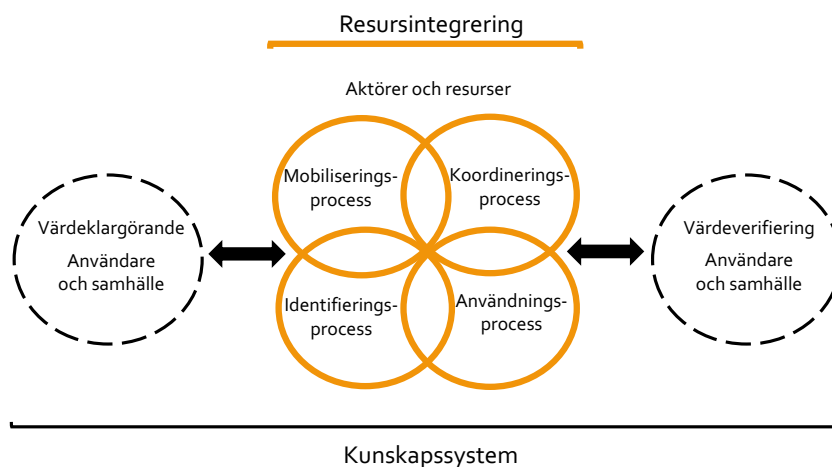 Resursintegrering
Aktörer och resurser
Mobiliserings-
process
Koordinerings-
process
Värdeklargörande
Användare
och samhälle
Identifierings-
process
Användnings-
process
Värdeverifiering
Användare
och samhälle
Kunskapssystem